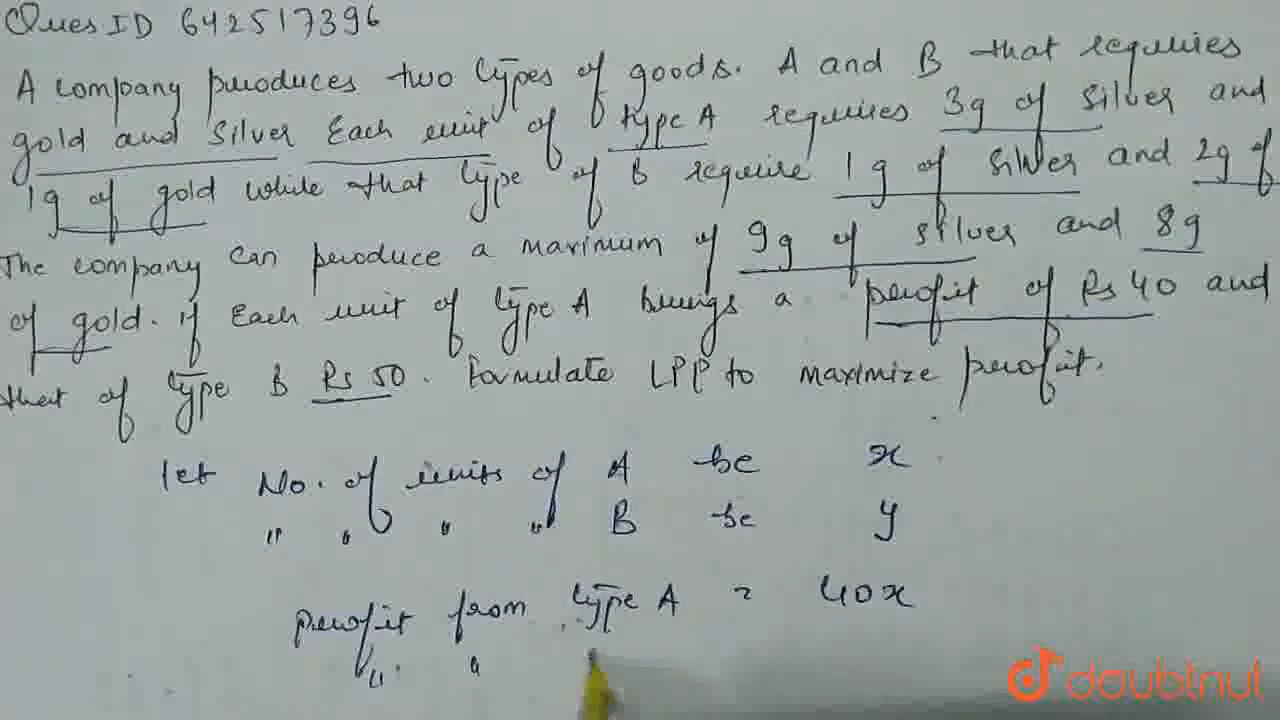 Ques ID 642517396
A company produces two types of goods. A and B that requries
gold and silver Each unit of type A requires 3g of silver and
1g of gold while that type of B require 1g of silver and 2g of
The company can produce a maximum of 9g of silver and 8g
of gold. if Each unit of type A brings a profit of Rs 40 and
that of type B Rs 50. Formulate LPP to maximize profit.
let No. of units of A be x
" " " " B be y
profit from type A = 40x
" "
doubtnut